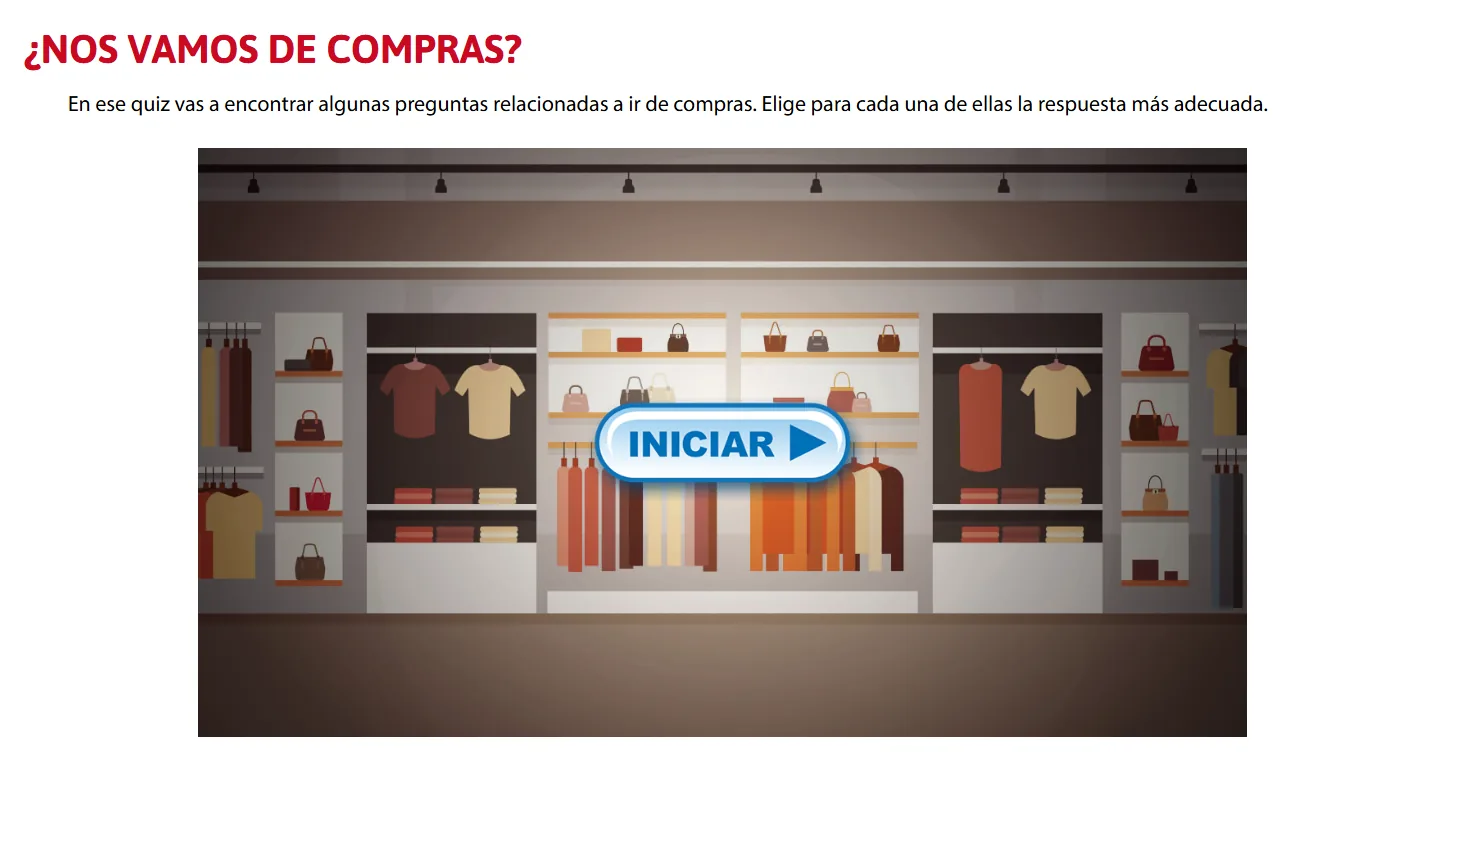 ¿NOS VAMOS DE COMPRAS?
En ese quiz vas a encontrar algunas preguntas relacionadas a ir de compras. Elige para cada una de ellas la respuesta más adecuada.
INICIAR